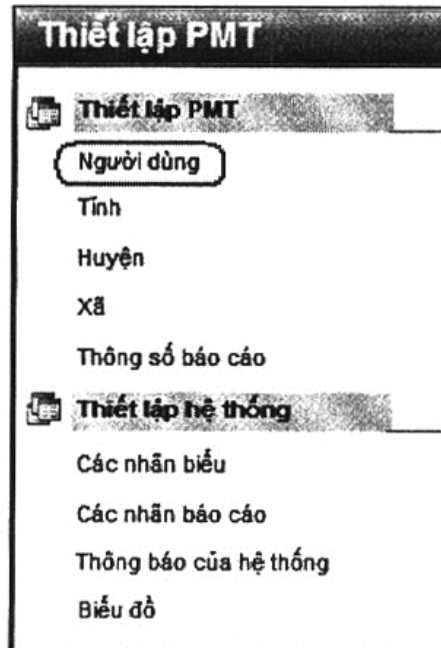 Thiết lập PMT
Thiết lập PMT
Người dùng
Tỉnh
Huyện
Xã
Thông số báo cáo
Thiết lập hệ thống
Các nhãn biểu
Các nhãn báo cáo
Thông báo của hệ thống
Biểu đồ